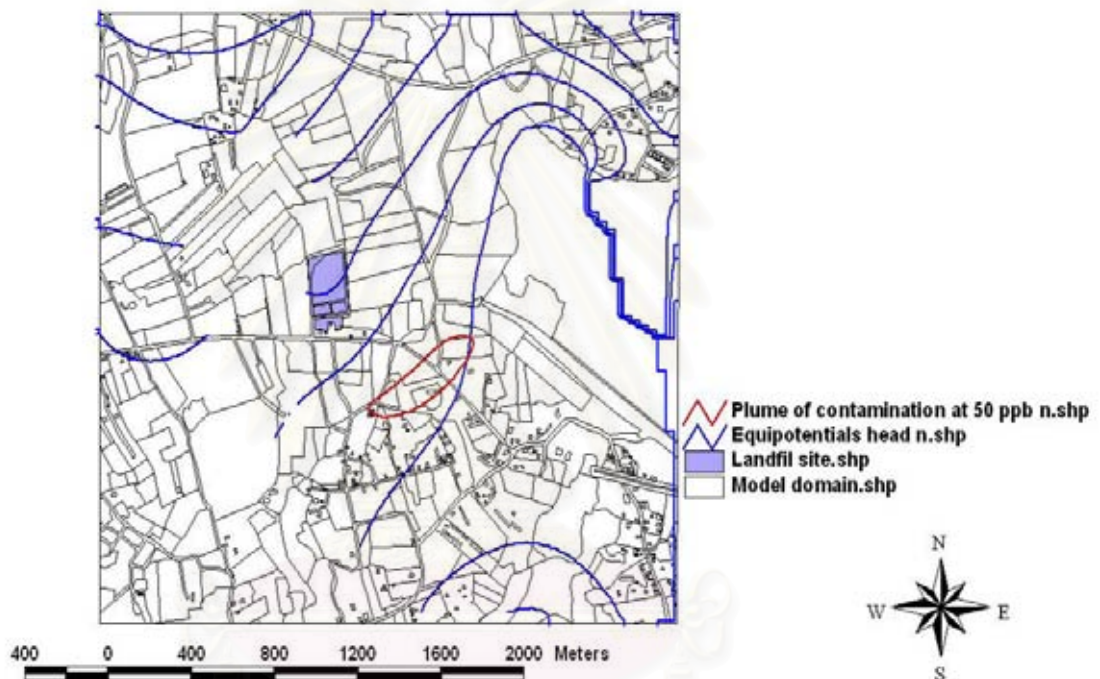 Plume of contamination at 50 ppb n.shp
Equipotentials head n.shp
Landfil site.shp
Model domain.shp
N
W E
S
400 0 400 800 1200 1600 2000 Meters